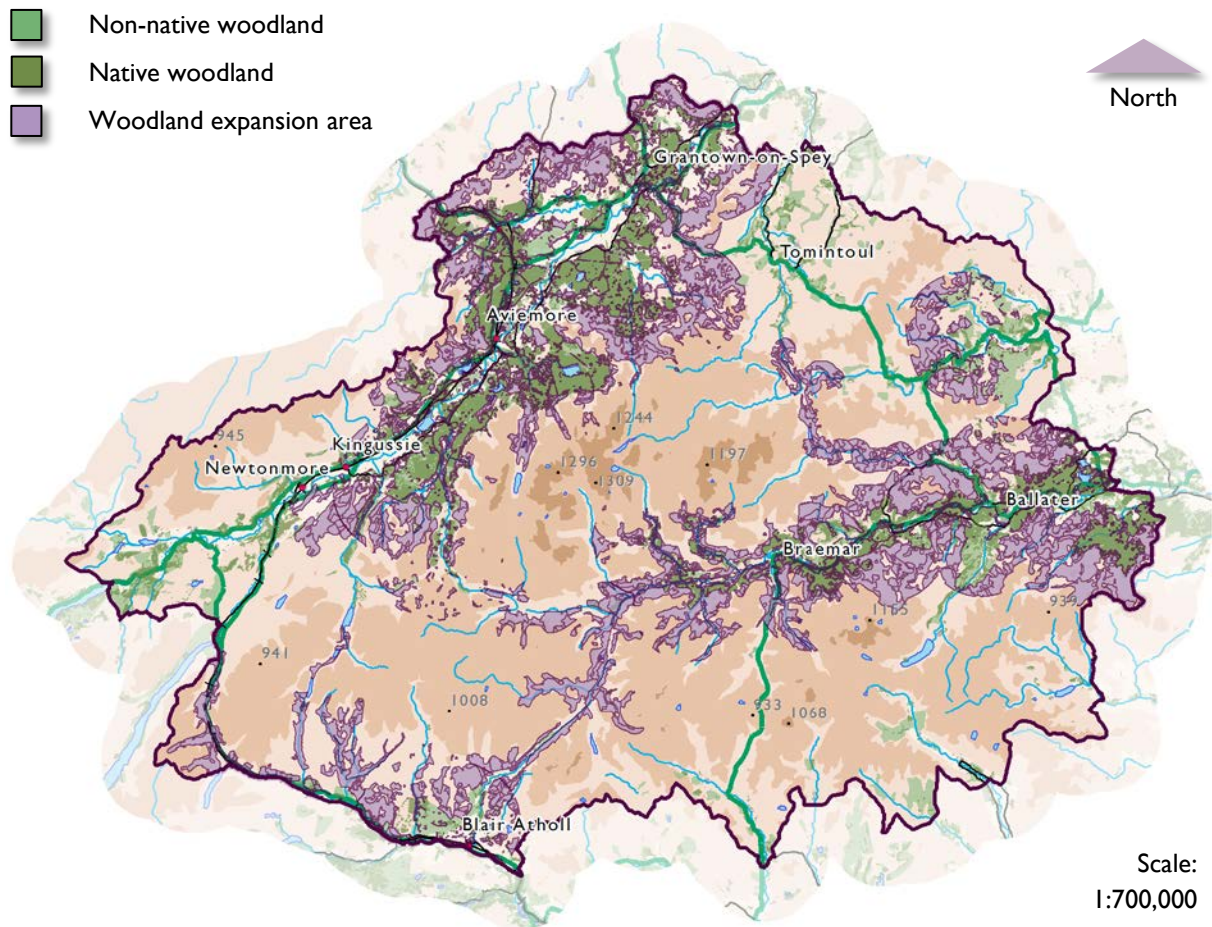 Non-native woodland
Native woodland
Woodland expansion area
North
Grantown-on-Spey
Tomintoul
Aviemore
1244
945
Kingussie
1296
1197
Newtonmore
1309
Ballater
Braemar
1155
939
941
1008
933
1068
Blair Atholl
Scale:
1:700,000